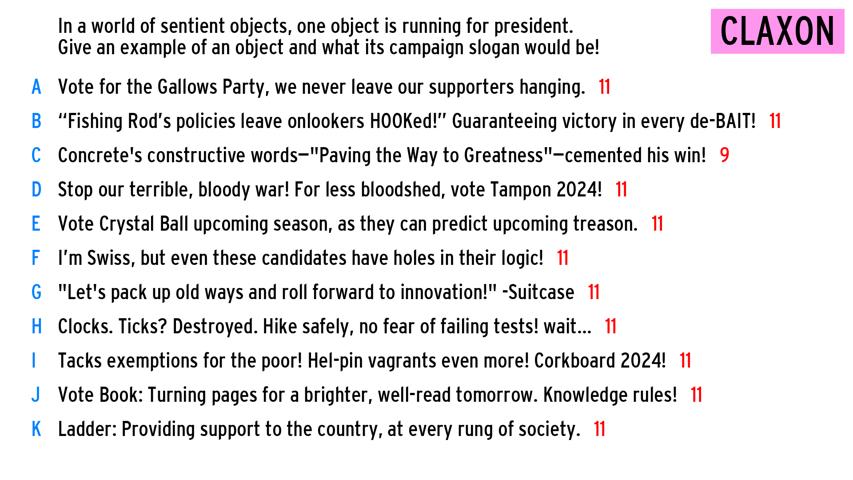 In a world of sentient objects, one object is running for president.
Give an example of an object and what its campaign slogan would be!
CLAXON
A Vote for the Gallows Party, we never leave our supporters hanging. 11
B “Fishing Rod’s policies leave onlookers HOOKed!” Guaranteeing victory in every de-BAIT! 11
C Concrete's constructive words—"Paving the Way to Greatness"—cemented his win! 9
D Stop our terrible, bloody war! For less bloodshed, vote Tampon 2024! 11
E Vote Crystal Ball upcoming season, as they can predict upcoming treason. 11
F I’m Swiss, but even these candidates have holes in their logic! 11
G "Let's pack up old ways and roll forward to innovation!" -Suitcase 11
H Clocks. Ticks? Destroyed. Hike safely, no fear of failing tests! wait... 11
I Tacks exemptions for the poor! Hel-pin vagrants even more! Corkboard 2024! 11
J Vote Book: Turning pages for a brighter, well-read tomorrow. Knowledge rules! 11
K Ladder: Providing support to the country, at every rung of society. 11